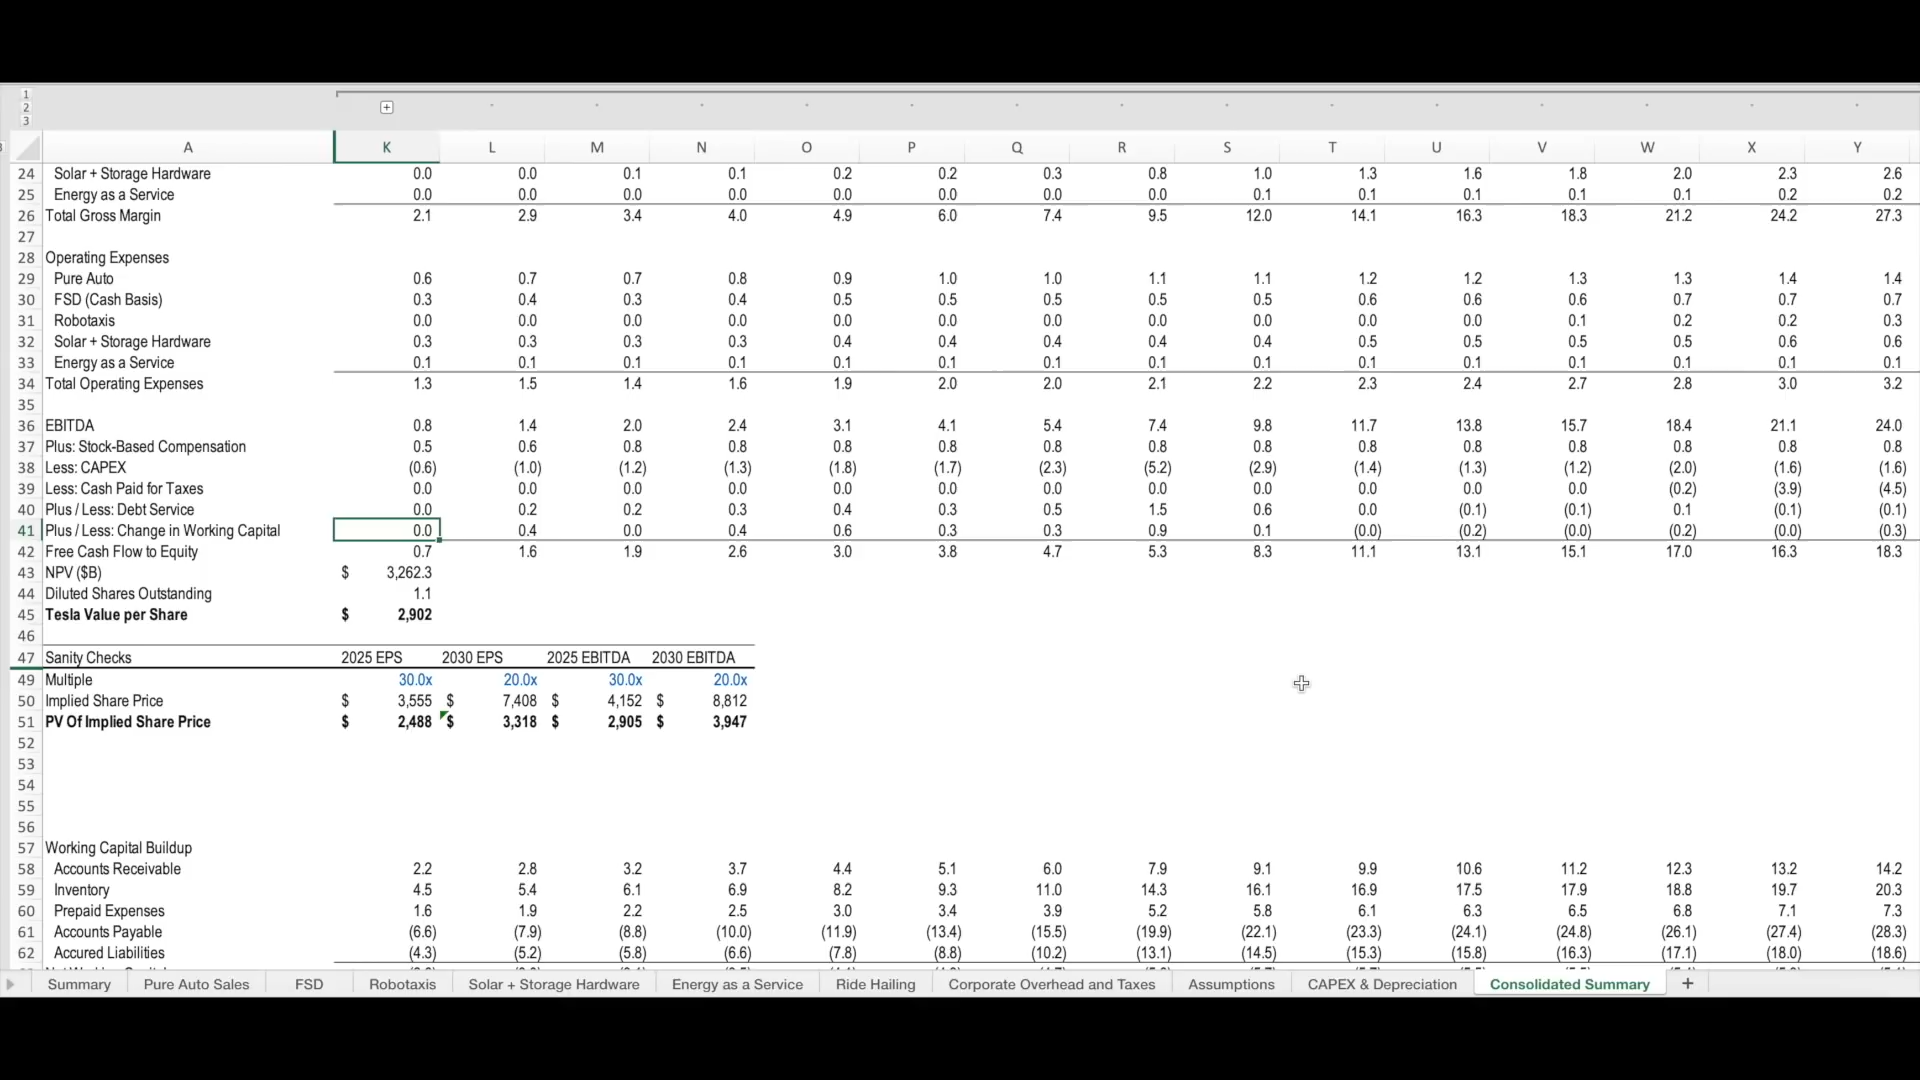 1
2
3
+
A K L M N O P Q R S T U V W X Y
24 Solar + Storage Hardware 0.0 0.0 0.1 0.1 0.2 0.2 0.3 0.8 1.0 1.3 1.6 1.8 2.0 2.3 2.6
25 Energy as a Service 0.0 0.0 0.0 0.0 0.0 0.0 0.0 0.0 0.1 0.1 0.1 0.1 0.1 0.2 0.2
26 Total Gross Margin 2.1 2.9 3.4 4.0 4.9 6.0 7.4 9.5 12.0 14.1 16.3 18.3 21.2 24.2 27.3
27
28 Operating Expenses
29 Pure Auto 0.6 0.7 0.7 0.8 0.9 1.0 1.0 1.1 1.1 1.2 1.2 1.3 1.3 1.4 1.4
30 FSD (Cash Basis) 0.3 0.4 0.3 0.4 0.5 0.5 0.5 0.5 0.5 0.6 0.6 0.6 0.7 0.7 0.7
31 Robotaxis 0.0 0.0 0.0 0.0 0.0 0.0 0.0 0.0 0.0 0.0 0.0 0.1 0.2 0.2 0.3
32 Solar + Storage Hardware 0.3 0.3 0.3 0.3 0.4 0.4 0.4 0.4 0.4 0.5 0.5 0.5 0.5 0.6 0.6
33 Energy as a Service 0.1 0.1 0.1 0.1 0.1 0.1 0.1 0.1 0.1 0.1 0.1 0.1 0.1 0.1 0.1
34 Total Operating Expenses 1.3 1.5 1.4 1.6 1.9 2.0 2.0 2.1 2.2 2.3 2.4 2.7 2.8 3.0 3.2
35
36 EBITDA 0.8 1.4 2.0 2.4 3.1 4.1 5.4 7.4 9.8 11.7 13.8 15.7 18.4 21.1 24.0
37 Plus: Stock-Based Compensation 0.5 0.6 0.8 0.8 0.8 0.8 0.8 0.8 0.8 0.8 0.8 0.8 0.8 0.8 0.8
38 Less: CAPEX (0.6) (1.0) (1.2) (1.3) (1.8) (1.7) (2.3) (5.2) (2.9) (1.4) (1.3) (1.2) (2.0) (1.6) (1.6)
39 Less: Cash Paid for Taxes 0.0 0.0 0.0 0.0 0.0 0.0 0.0 0.0 0.0 0.0 0.0 0.0 (0.2) (3.9) (4.5)
40 Plus / Less: Debt Service 0.0 0.2 0.2 0.3 0.4 0.3 0.5 1.5 0.6 0.0 (0.1) (0.1) 0.1 (0.1) (0.1)
41 Plus / Less: Change in Working Capital 0.0 0.4 0.0 0.4 0.6 0.3 0.3 0.9 0.1 (0.0) (0.2) (0.0) (0.2) (0.0) (0.3)
42 Free Cash Flow to Equity 0.7 1.6 1.9 2.6 3.0 3.8 4.7 5.3 8.3 11.1 13.1 15.1 17.0 16.3 18.3
43 NPV ($B) $ 3,262.3
44 Diluted Shares Outstanding 1.1
45 Tesla Value per Share $ 2,902
46
47 Sanity Checks 2025 EPS 2030 EPS 2025 EBITDA 2030 EBITDA
49 Multiple 30.0x 20.0x 30.0x 20.0x
50 Implied Share Price $ 3,555 $ 7,408 $ 4,152 $ 8,812
51 PV Of Implied Share Price $ 2,488 $ 3,318 $ 2,905 $ 3,947
52
53
54
55
56
57 Working Capital Buildup
58 Accounts Receivable 2.2 2.8 3.2 3.7 4.4 5.1 6.0 7.9 9.1 9.9 10.6 11.2 12.3 13.2 14.2
59 Inventory 4.5 5.4 6.1 6.9 8.2 9.3 11.0 14.3 16.1 16.9 17.5 17.9 18.8 19.7 20.3
60 Prepaid Expenses 1.6 1.9 2.2 2.5 3.0 3.4 3.9 5.2 5.8 6.1 6.3 6.5 6.8 7.1 7.3
61 Accounts Payable (6.6) (7.9) (8.8) (10.0) (11.9) (13.4) (15.5) (19.9) (22.1) (23.3) (24.1) (24.8) (26.1) (27.4) (28.3)
62 Accured Liabilities (4.3) (5.2) (5.8) (6.6) (7.8) (8.8) (10.2) (13.1) (14.5) (15.3) (15.8) (16.3) (17.1) (18.0) (18.6)
Summary Pure Auto Sales FSD Robotaxis Solar + Storage Hardware Energy as a Service Ride Hailing Corporate Overhead and Taxes Assumptions CAPEX & Depreciation Consolidated Summary +